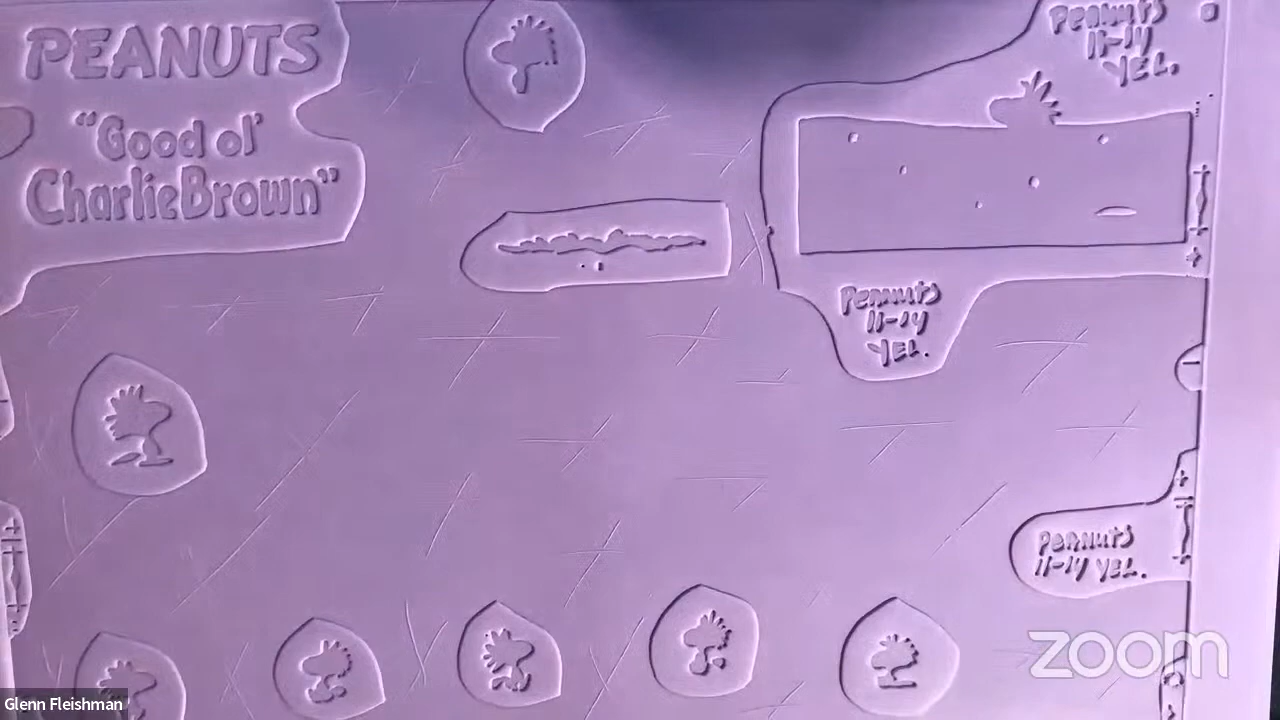 PEANUTS
"Good ol'
CharlieBrown"
PEANUTS
11-14
YEL.
PEANUTS
11-14
YEL.
PEANUTS
11-14 YEL.
zoom
Glenn Fleishman